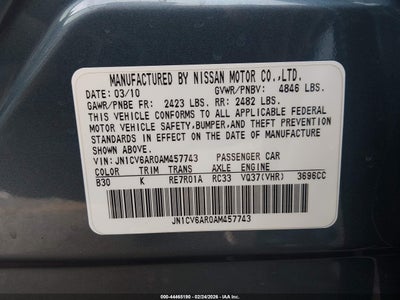 MANUFACTURED BY NISSAN MOTOR CO.,LTD.
DATE: 03/10 GVWR/PNBV: 4846 LBS.
GAWR/PNBE FR: 2423 LBS. RR: 2482 LBS.
THIS VEHICLE CONFORMS TO ALL APPLICABLE FEDERAL
MOTOR VEHICLE SAFETY,BUMPER,AND THEFT PREVENTION
STANDARDS IN EFFECT ON THE DATE OF MANUFACTURE
SHOWN ABOVE.
VIN: JN1CV6AR0AM457743 PASSENGER CAR
COLOR TRIM TRANS AXLE ENGINE
B30 K RE7R01A RC33 VQ37(VHR) 3696CC
JN1CV6AR0AM457743
000-44465190 - 02/24/2026 - www.iaai.com